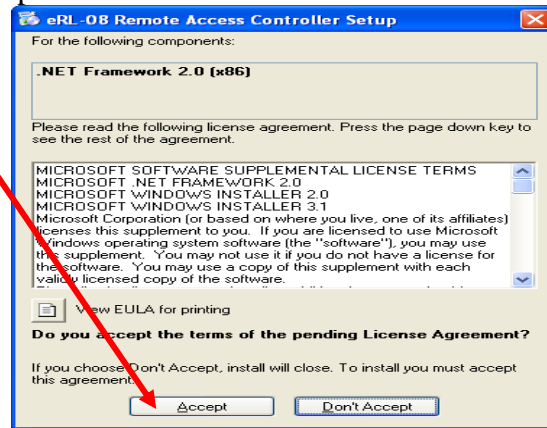 eRL-08 Remote Access Controller Setup
For the following components:
.NET Framework 2.0 (x86)
Please read the following license agreement. Press the page down key to
see the rest of the agreement.
MICROSOFT SOFTWARE SUPPLEMENTAL LICENSE TERMS
MICROSOFT .NET FRAMEWORK 2.0
MICROSOFT WINDOWS INSTALLER 2.0
MICROSOFT WINDOWS INSTALLER 3.1
Microsoft Corporation (or based on where you live, one of its affiliates)
licenses this supplement to you. If you are licensed to use Microsoft
Windows operating system software (the "software"), you may use
this supplement. You may not use it if you do not have a license for
the software. You may use a copy of this supplement with each
validly licensed copy of the software.
View EULA for printing
Do you accept the terms of the pending License Agreement?
If you choose Don't Accept, install will close. To install you must accept
this agreement.
Accept
Don't Accept